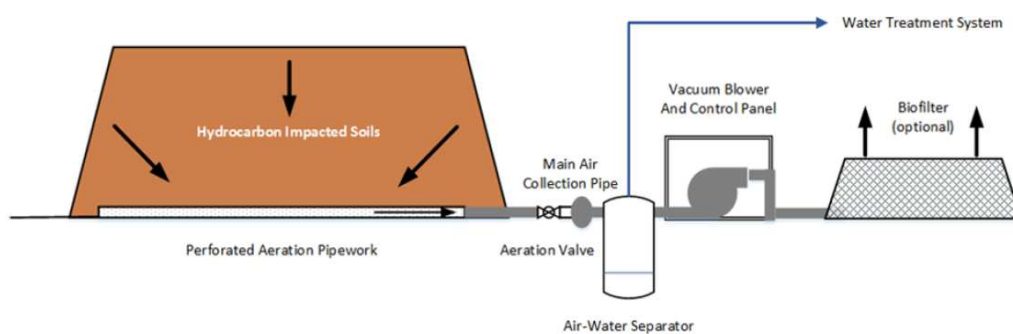 Water Treatment System
Vacuum Blower
And Control Panel
Biofilter
(optional)
Hydrocarbon Impacted Soils
Main Air
Collection Pipe
Perforated Aeration Pipework
Aeration Valve
Air-Water Separator